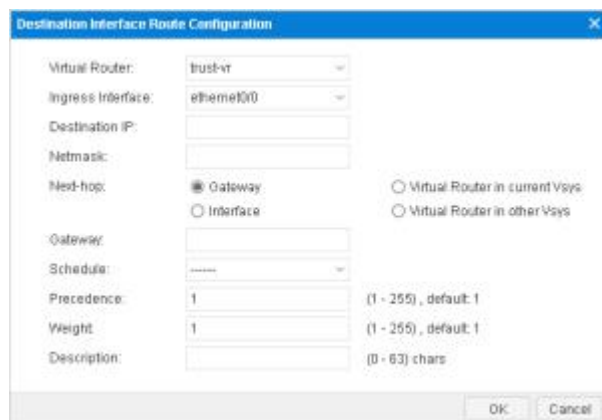 Destination Interface Route Configuration
Virtual Router: trust-vr
Ingress Interface: ethernet0/0
Destination IP:
Netmask:
Next-hop: Gateway Virtual Router in current Vsys
Interface Virtual Router in other Vsys
Gateway:
Schedule: ------
Precedence: 1 (1 - 255) , default: 1
Weight: 1 (1 - 255) , default: 1
Description: (0 - 63) chars
OK Cancel